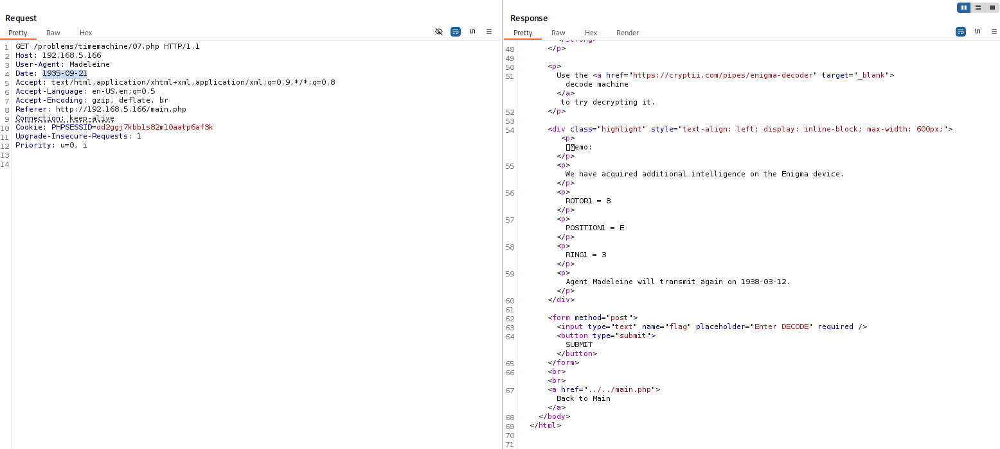 Request
Pretty Raw Hex \n
1 GET /problems/timemachine/07.php HTTP/1.1
2 Host: 192.168.5.166
3 User-Agent: Madeleine
4 Date: 1935-09-21
5 Accept: text/html,application/xhtml+xml,application/xml;q=0.9,*/*;q=0.8
6 Accept-Language: en-US,en;q=0.5
7 Accept-Encoding: gzip, deflate, br
8 Referer: http://192.168.5.166/main.php
9 Connection: keep-alive
10 Cookie: PHPSESSID=od2ggj7kbb1s82m10aatp6af3k
11 Upgrade-Insecure-Requests: 1
12 Priority: u=0, i
13
14
Response
Pretty Raw Hex Render \n
</strong>
48 </p>
49
50 <p>
51 Use the <a href="https://cryptii.com/pipes/enigma-decoder" target="_blank">
decode machine
</a>
to try decrypting it.
52 </p>
53
54 <div class="highlight" style="text-align: left; display: inline-block; max-width: 600px;">
<p>
emo:
</p>
55 <p>
We have acquired additional intelligence on the Enigma device.
</p>
56 <p>
ROTOR1 = 8
</p>
57 <p>
POSITION1 = E
</p>
58 <p>
RING1 = 3
</p>
59 <p>
Agent Madeleine will transmit again on 1938-03-12.
</p>
60 </div>
61
62 <form method="post">
63 <input type="text" name="flag" placeholder="Enter DECODE" required />
64 <button type="submit">
SUBMIT
</button>
65 </form>
66 <br>
<br>
67 <a href="../../main.php">
Back to Main
</a>
68 </body>
69 </html>
70
71